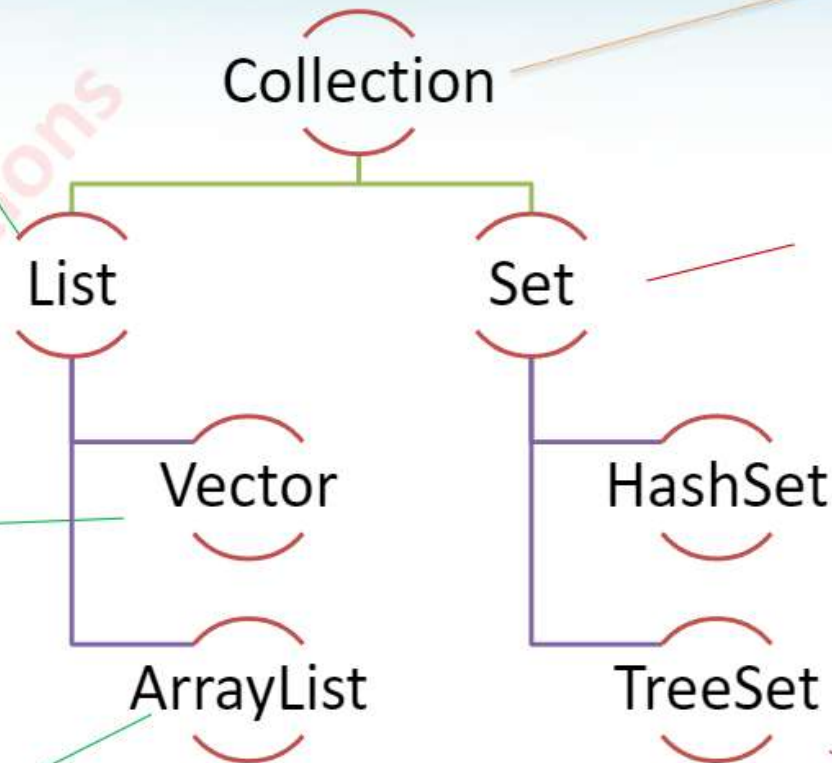 Collection
List
Set
Vector
HashSet
ArrayList
TreeSet